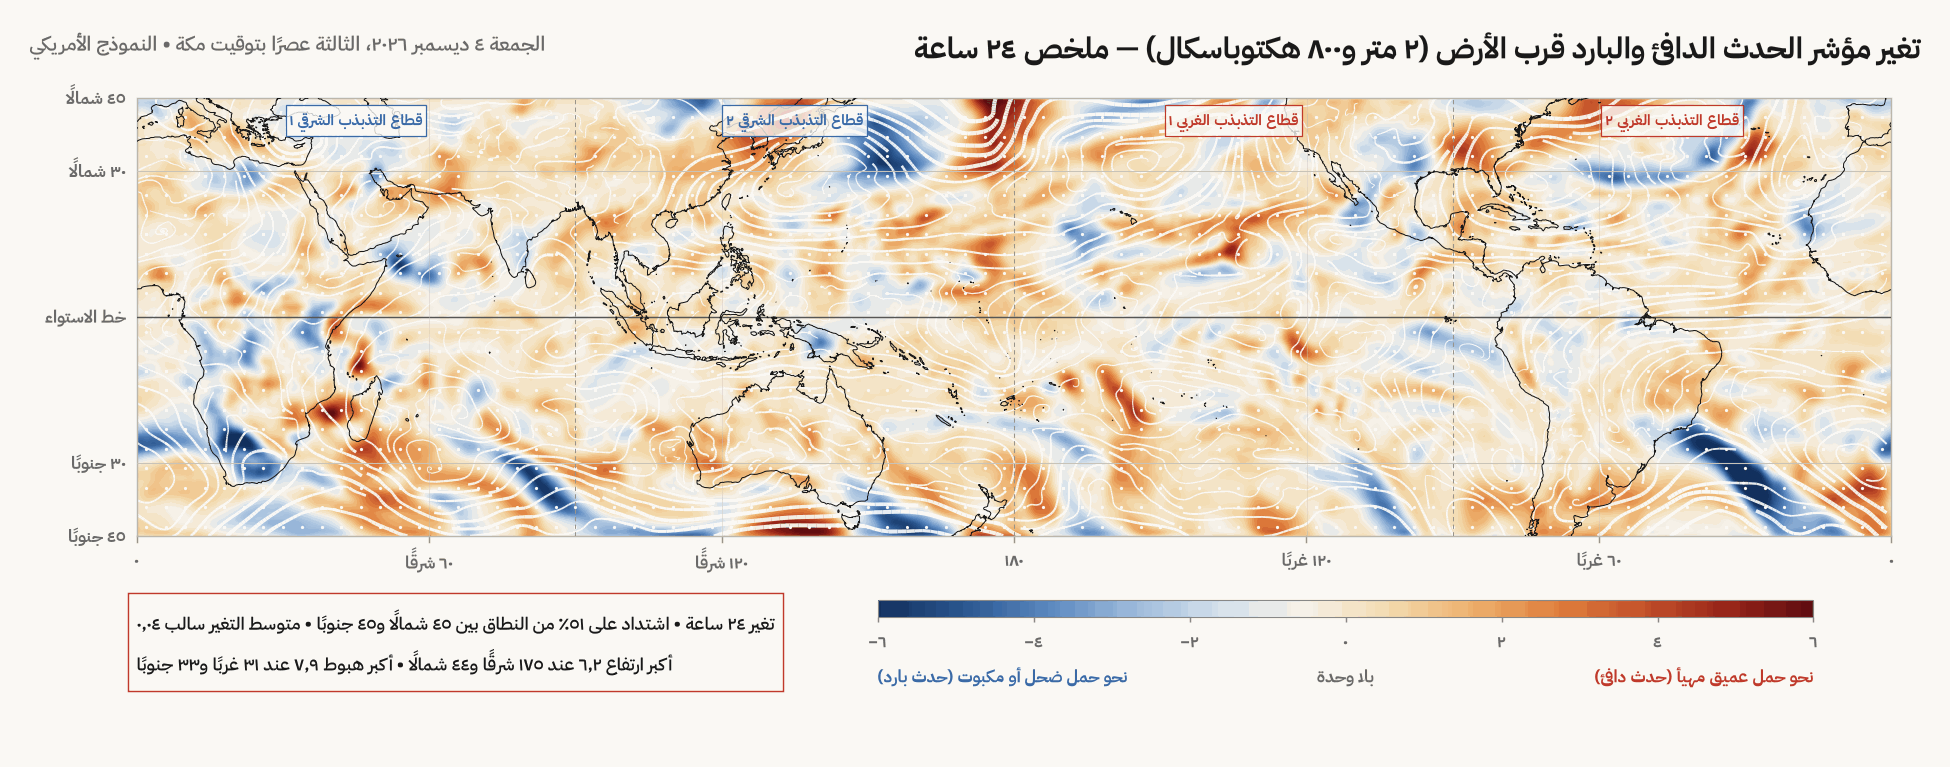 تغير مؤشر الحدث الدافئ والبارد قرب الأرض (٢ متر و٨٠٠ هكتوباسكال) — ملخص ٢٤ ساعة
الجمعة ٤ ديسمبر ٢٠٢٦، الثالثة عصرًا بتوقيت مكة • النموذج الأمريكي
قطاع التذبذب الشرقي ١
قطاع التذبذب الشرقي ٢
قطاع التذبذب الغربي ١
قطاع التذبذب الغربي ٢
٤٥ شمالًا
٣٠ شمالًا
خط الاستواء
٣٠ جنوبًا
٤٥ جنوبًا
٠
٦٠ شرقًا
١٢٠ شرقًا
١٨٠
١٢٠ غربًا
٦٠ غربًا
٠
تغير ٢٤ ساعة • اشتداد على ٥١٪ من النطاق بين ٤٥ شمالًا و٤٥ جنوبًا • متوسط التغير سالب ٠,٠٤
أكبر ارتفاع ٦,٢ عند ١٧٥ شرقًا و٤٤ شمالًا • أكبر هبوط ٧,٩ عند ٣١ غربًا و٣٣ جنوبًا
−٦
−٤
−٢
٠
٢
٤
٦
نحو حمل ضحل أو مكبوت (حدث بارد)
بلا وحدة
نحو حمل عميق مهيأ (حدث دافئ)